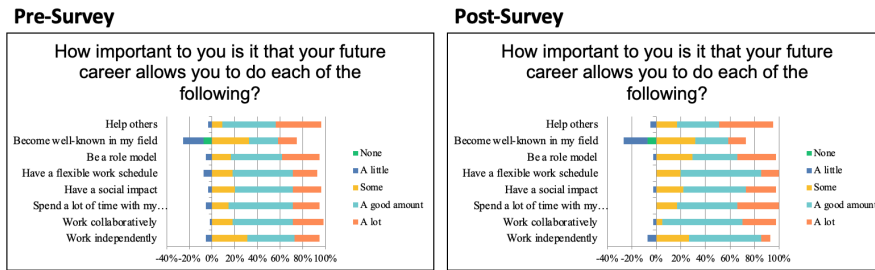 Pre-Survey
How important to you is it that your future
career allows you to do each of the
following?
Help others
Become well-known in my field
Be a role model
Have a flexible work schedule
Have a social impact
Spend a lot of time with my…
Work collaboratively
Work independently
-40% -20% 0% 20% 40% 60% 80% 100%
None
A little
Some
A good amount
A lot
Post-Survey
How important to you is it that your future
career allows you to do each of the
following?
Help others
Become well-known in my field
Be a role model
Have a flexible work schedule
Have a social impact
Spend a lot of time with my…
Work collaboratively
Work independently
-40% -20% 0% 20% 40% 60% 80% 100%
None
A little
Some
A good amount
A lot